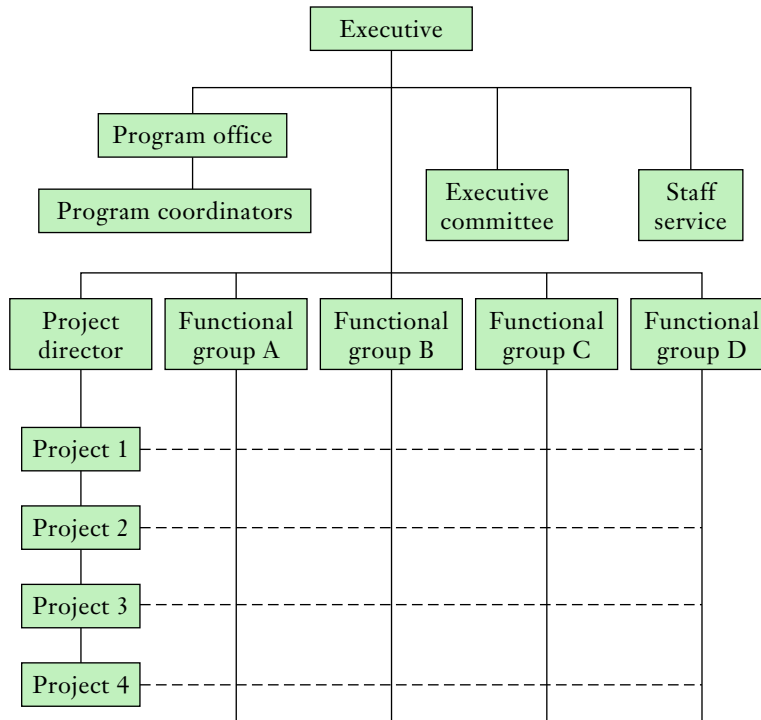 Executive
Program office
Program coordinators
Executive
committee
Staff
service
Project
director
Functional
group A
Functional
group B
Functional
group C
Functional
group D
Project 1
Project 2
Project 3
Project 4